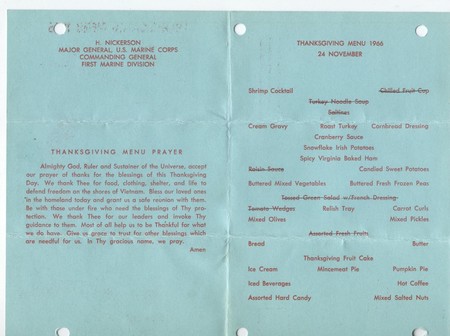 H. NICKERSON
MAJOR GENERAL, U.S. MARINE CORPS
COMMANDING GENERAL
FIRST MARINE DIVISION
THANKSGIVING MENU PRAYER
Almighty God, Ruler and Sustainer of the Universe, accept
our prayer of thanks for the blessings of this Thanksgiving
Day. We thank Thee for food, clothing, shelter, and life to
defend freedom on the shores of Vietnam. Bless our loved ones
in the homeland today and grant us a safe reunion with them.
Be with those under fire who need the blessings of Thy pro-
tection. We thank Thee for our leaders and invoke Thy
guidance to them. Most of all help us to be Thankful for what
we do have. Give us grace to trust for other blessings which
are needful for us. In Thy gracious name, we pray.
Amen
THANKSGIVING MENU 1966
24 NOVEMBER
Shrimp Cocktail Chilled Fruit Cup
Turkey Noodle Soup
Saltines
Cream Gravy Roast Turkey Cornbread Dressing
Cranberry Sauce
Snowflake Irish Potatoes
Spicy Virginia Baked Ham
Raisin Sauce Candied Sweet Potatoes
Buttered Mixed Vegetables Buttered Fresh Frozen Peas
Tossed Green Salad w/French Dressing
Tomato Wedges Relish Tray Carrot Curls
Mixed Olives Mixed Pickles
Assorted Fresh Fruits
Bread Butter
Thanksgiving Fruit Cake
Ice Cream Mincemeat Pie Pumpkin Pie
Iced Beverages Hot Coffee
Assorted Hard Candy Mixed Salted Nuts